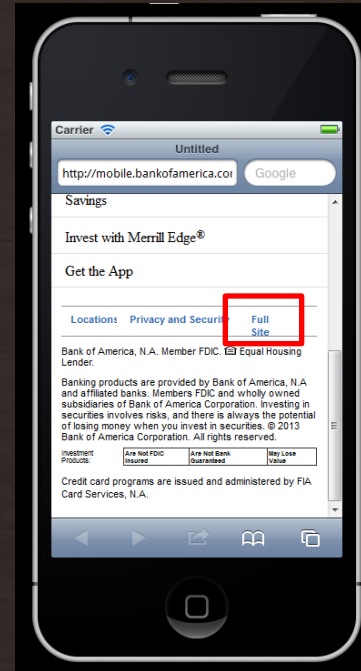 Carrier
Untitled
http://mobile.bankofamerica.cor Google
Savings
Invest with Merrill Edge®
Get the App
Locations Privacy and Security Full
Site
Bank of America, N.A. Member FDIC. Equal Housing
Lender.
Banking products are provided by Bank of America, N.A
and affiliated banks. Members FDIC and wholly owned
subsidiaries of Bank of America Corporation. Investing in
securities involves risks, and there is always the potential
of losing money when you invest in securities. © 2013
Bank of America Corporation. All rights reserved.
Investment Are Not FDIC Are Not Bank May Lose
Products: Insured Guaranteed Value
Credit card programs are issued and administered by FIA
Card Services, N.A.